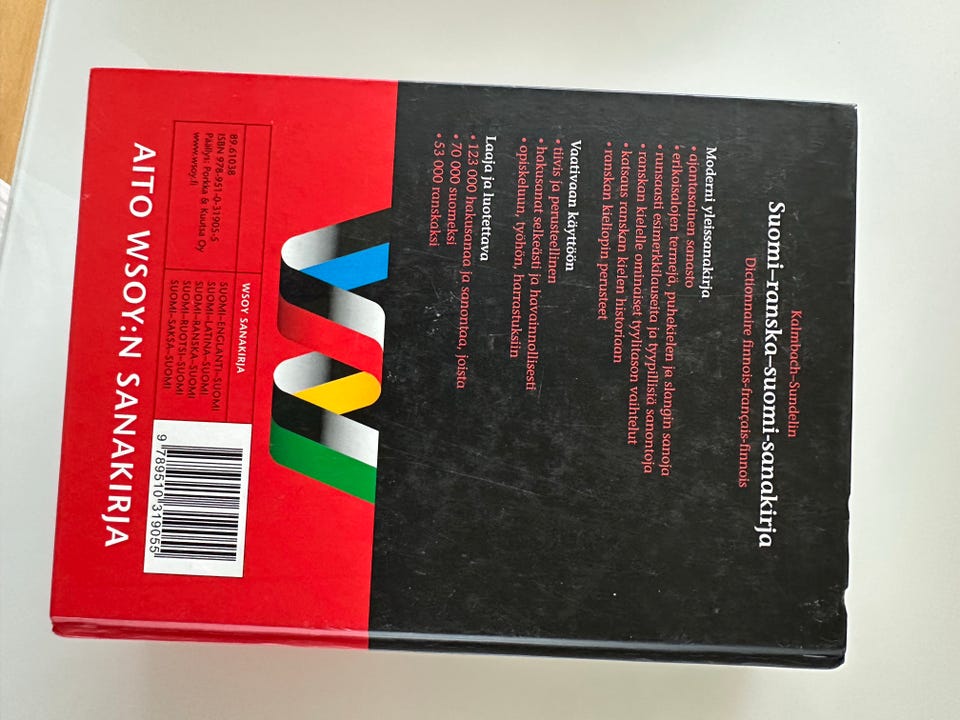 Kalmbach–Sundelin
Suomi–ranska–suomi-sanakirja
Dictionnaire finnois-français-finnois
Moderni yleissanakirja
• ajantasainen sanasto
• erikoisalojen termejä, puhekielen ja slangin sanoja
• runsaasti esimerkkilauseita ja tyypillisiä sanontoja
• ranskan kielelle ominaiset tyylitason vaihtelut
• katsaus ranskan kielen historiaan
• ranskan kieliopin perusteet
Vaativaan käyttöön
• tiivis ja perusteellinen
• hakusanat selkeästi ja havainnollisesti
• opiskeluun, työhön, harrastuksiin
Laaja ja luotettava
• 123 000 hakusanaa ja sanontaa, joista
• 70 000 suomeksi
• 53 000 ranskaksi
WSOY SANAKIRJA
89.61038
ISBN 978-951-0-31905-5
Päällys: Porkka & Kuutsa Oy
www.wsoy.fi
SUOMI–ENGLANTI–SUOMI
SUOMI–LATINA–SUOMI
SUOMI–RANSKA–SUOMI
SUOMI–RUOTSI–SUOMI
SUOMI–SAKSA–SUOMI
9 789510 319055
AITO WSOY:N SANAKIRJA